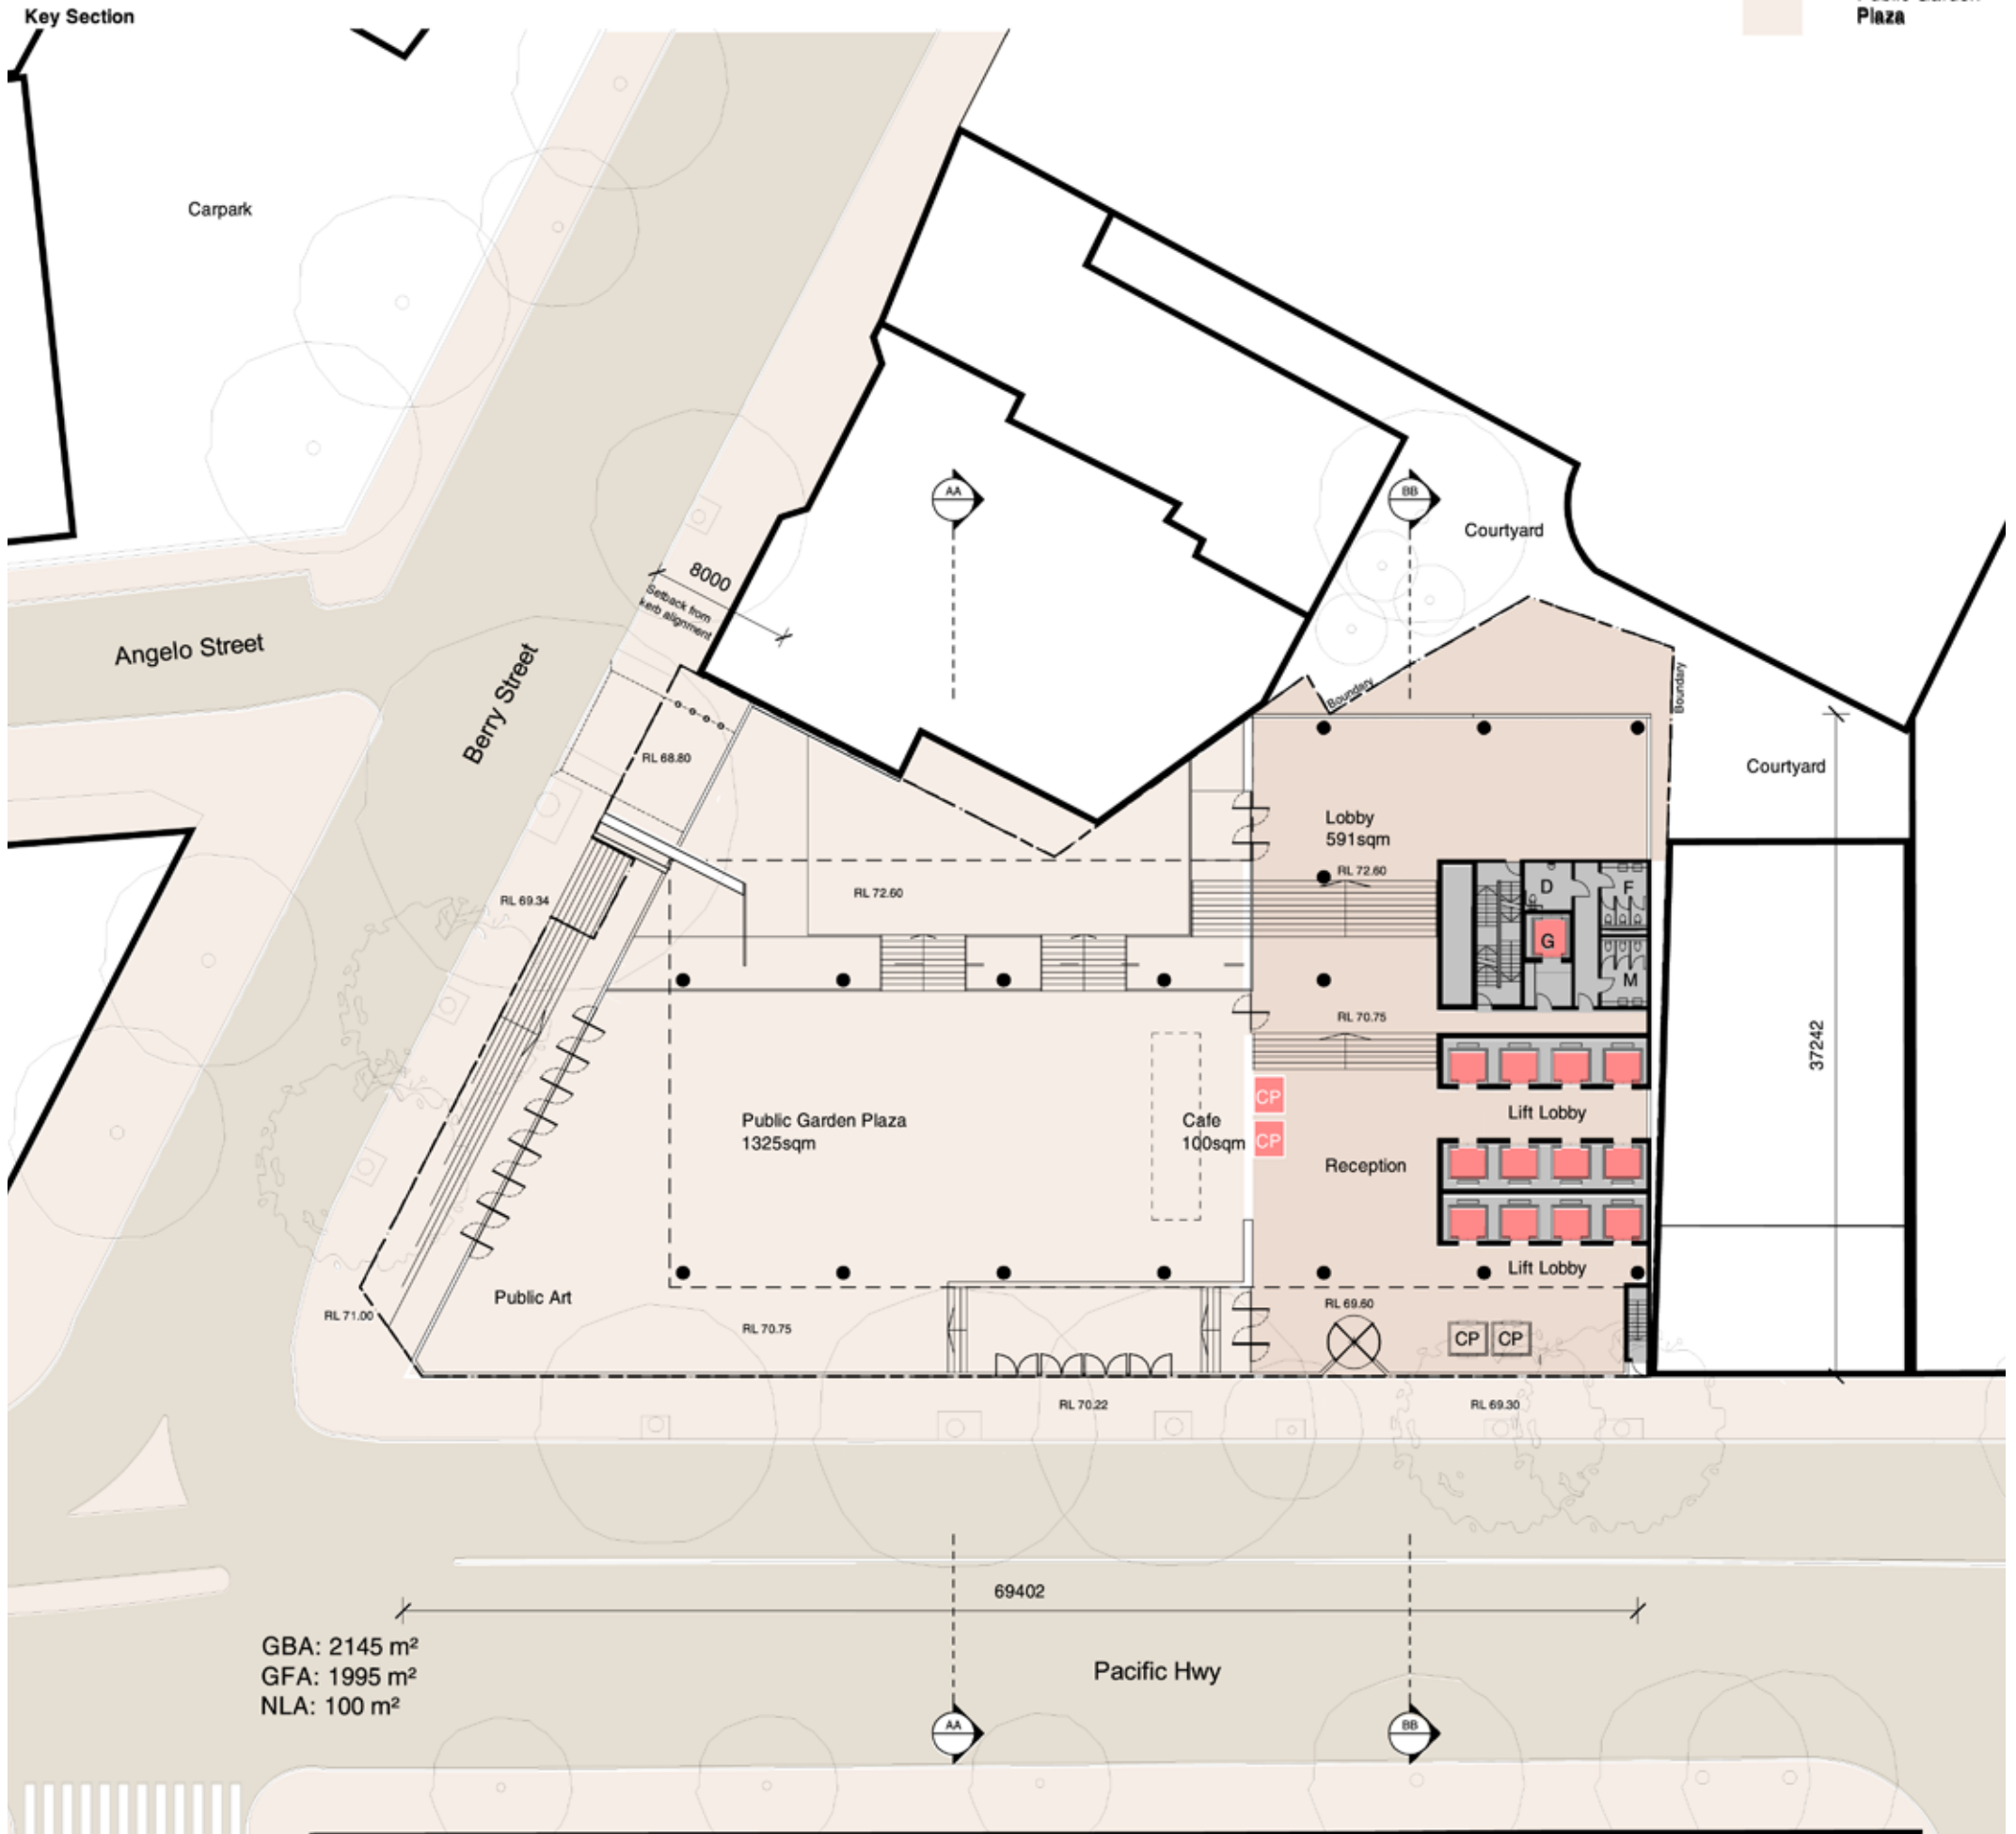 Key Section
Plaza
Carpark
AA
BB
Courtyard
8000
Setback from
kerb alignment
Angelo Street
Berry Street
Boundary
Boundary
RL 68.80
Courtyard
Lobby
591sqm
RL 72.60
D
F
RL 72.60
RL 69.34
G
M
RL 70.75
37242
CP
Lift Lobby
Public Garden Plaza
1325sqm
Cafe
100sqm
CP
Reception
Lift Lobby
Public Art
RL 71.00
RL 70.75
RL 69.60
CP
CP
RL 70.22
RL 69.30
69402
GBA: 2145 m²
GFA: 1995 m²
NLA: 100 m²
Pacific Hwy
AA
BB